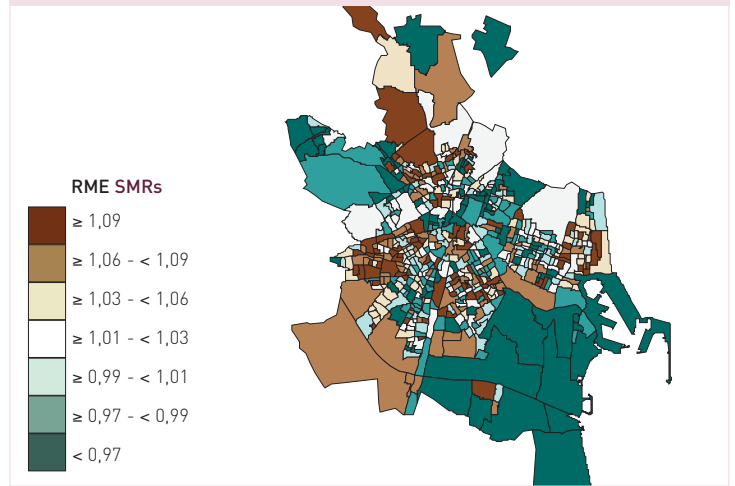 RME SMRs
≥ 1,09
≥ 1,06 - < 1,09
≥ 1,03 - < 1,06
≥ 1,01 - < 1,03
≥ 0,99 - < 1,01
≥ 0,97 - < 0,99
< 0,97